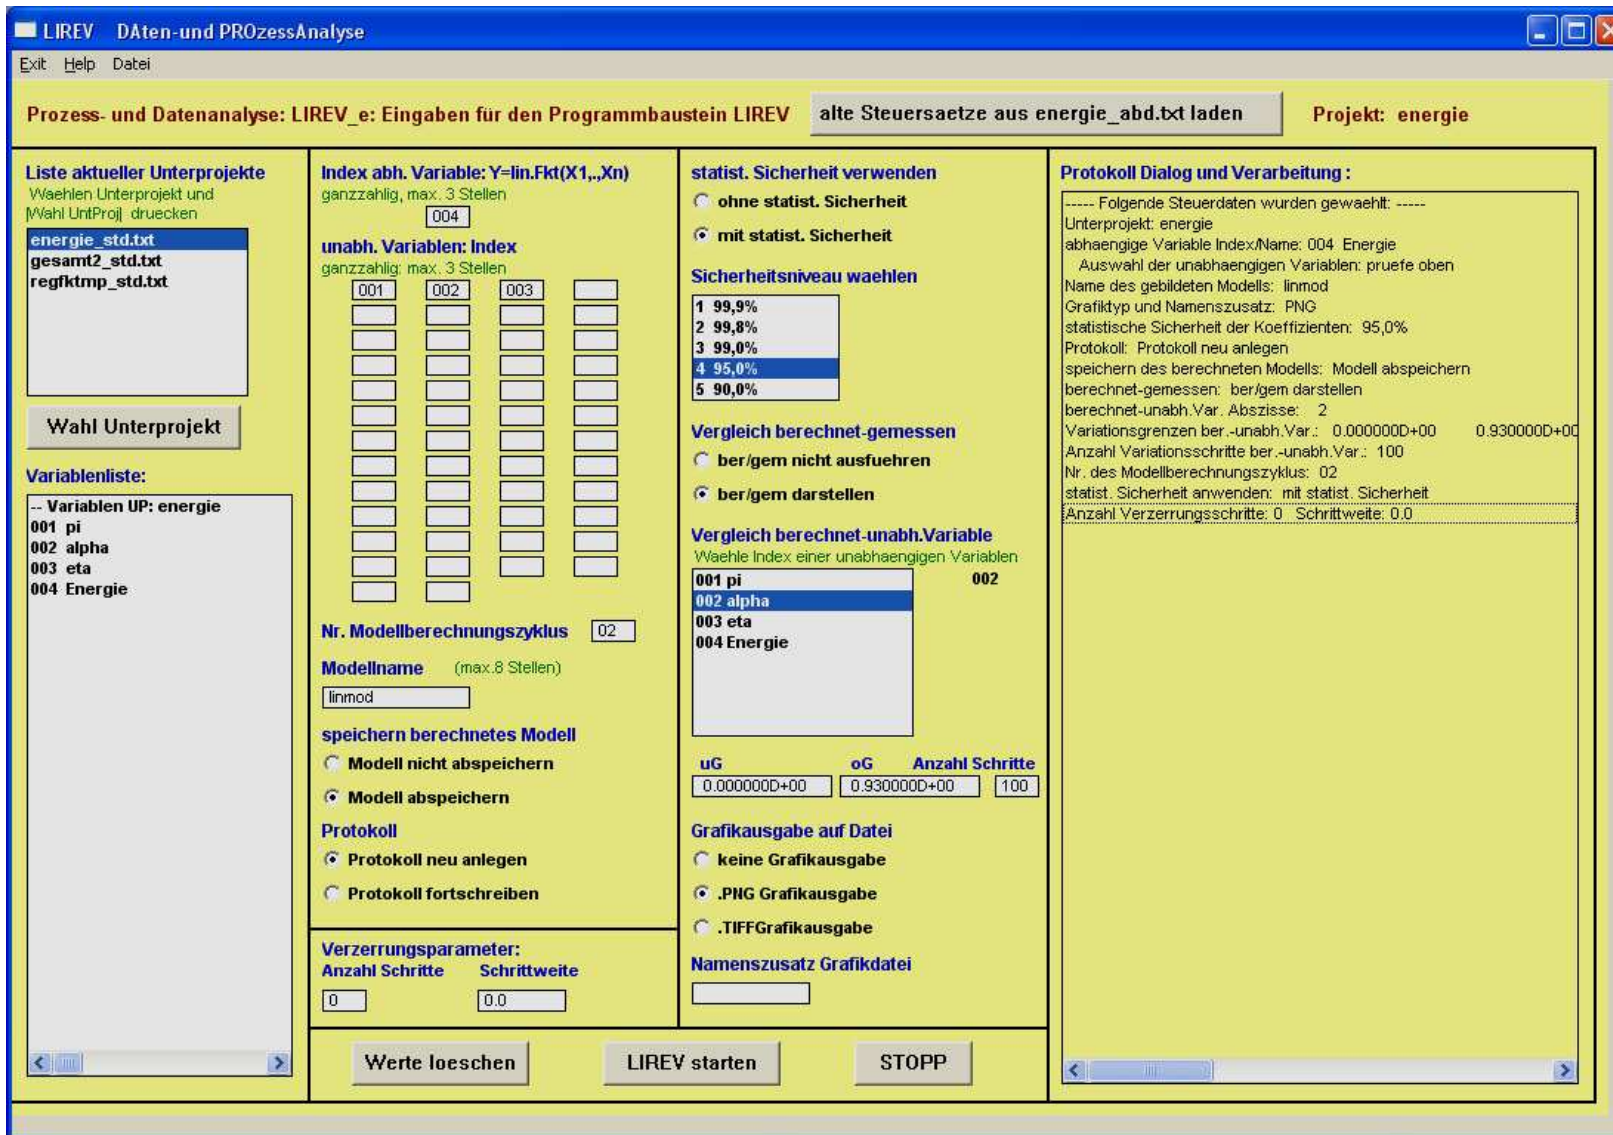 LIREV DAten-und PROzessAnalyse
Exit Help Datei
Prozess- und Datenanalyse: LIREV_e: Eingaben für den Programmbaustein LIREV
alte Steuersaetze aus energie_abd.txt laden
Projekt: energie
Liste aktueller Unterprojekte
Waehlen Unterprojekt und
|Wahl UntProj| druecken
energie_std.txt
gesamt2_std.txt
regfktmp_std.txt
Wahl Unterprojekt
Variablenliste:
-- Variablen UP: energie
001 pi
002 alpha
003 eta
004 Energie
Index abh. Variable: Y=lin.Fkt(X1,.,Xn)
ganzzahlig, max. 3 Stellen
004
unabh. Variablen: Index
ganzzahlig: max. 3 Stellen
001 002 003
Nr. Modellberechnungszyklus 02
Modellname (max.8 Stellen)
linmod
speichern berechnetes Modell
Modell nicht abspeichern
Modell abspeichern
Protokoll
Protokoll neu anlegen
Protokoll fortschreiben
Verzerrungsparameter:
Anzahl Schritte Schrittweite
0 0.0
statist. Sicherheit verwenden
ohne statist. Sicherheit
mit statist. Sicherheit
Sicherheitsniveau waehlen
1 99,9%
2 99,8%
3 99,0%
4 95,0%
5 90,0%
Vergleich berechnet-gemessen
ber/gem nicht ausfuehren
ber/gem darstellen
Vergleich berechnet-unabh.Variable
Waehle Index einer unabhaengigen Variablen
001 pi 002
002 alpha
003 eta
004 Energie
uG oG Anzahl Schritte
0.000000D+00 0.930000D+00 100
Grafikausgabe auf Datei
keine Grafikausgabe
.PNG Grafikausgabe
.TIFFGrafikausgabe
Namenszusatz Grafikdatei
Werte loeschen LIREV starten STOPP
Protokoll Dialog und Verarbeitung :
----- Folgende Steuerdaten wurden gewaehlt: -----
Unterprojekt: energie
abhaengige Variable Index/Name: 004 Energie
Auswahl der unabhaengigen Variablen: pruefe oben
Name des gebildeten Modells: linmod
Grafiktyp und Namenszusatz: PNG
statistische Sicherheit der Koeffizienten: 95,0%
Protokoll: Protokoll neu anlegen
speichern des berechneten Modells: Modell abspeichern
berechnet-gemessen: ber/gem darstellen
berechnet-unabh.Var. Abszisse: 2
Variationsgrenzen ber.-unabh.Var.: 0.000000D+00 0.930000D+00
Anzahl Variationsschritte ber.-unabh.Var.: 100
Nr. des Modellberechnungszyklus: 02
statist. Sicherheit anwenden: mit statist. Sicherheit
Anzahl Verzerrungsschritte: 0 Schrittweite: 0.0